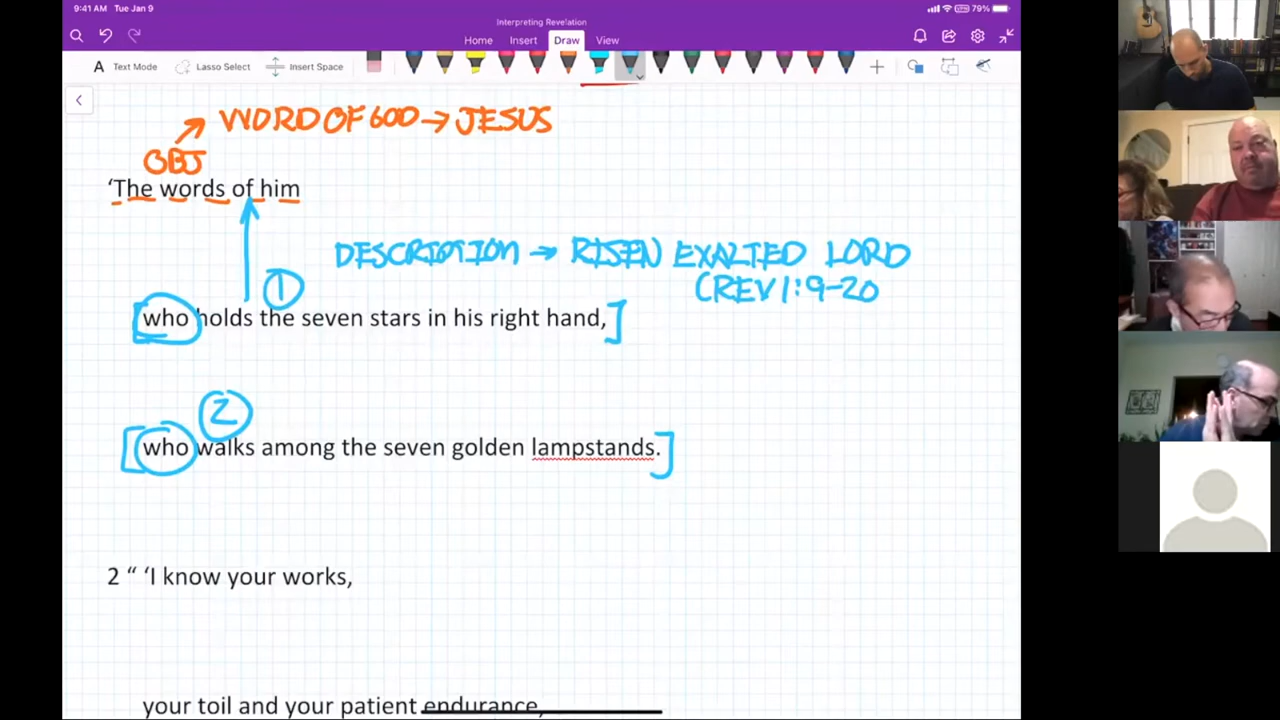 9:41 AM Tue Jan 9
79%
Interpreting Revelation
Home Insert Draw View
Text Mode Lasso Select Insert Space
WORD OF GOD → JESUS
OBJ
‘The words of him
DESCRIPTION → RISEN EXALTED LORD
(REV 1:9-20
1
who holds the seven stars in his right hand,
2
who walks among the seven golden lampstands.
2 “ ‘I know your works,
your toil and your patient endurance,